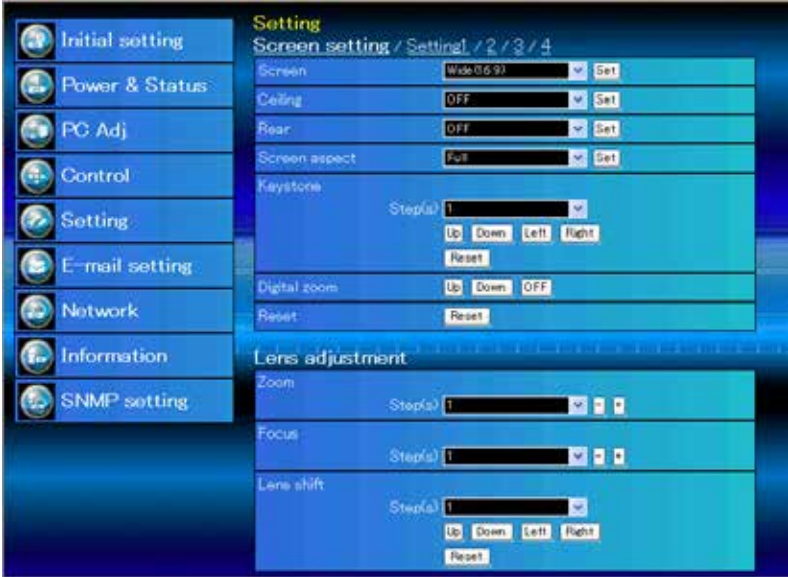 Initial setting
Power & Status
PC Adj.
Control
Setting
E-mail setting
Network
Information
SNMP setting
Setting
Screen setting / Setting1 / 2 / 3 / 4
Screen Wide(16:9) Set
Ceiling OFF Set
Rear OFF Set
Screen aspect Full Set
Keystone
Step(s) 1
Up Down Left Right
Reset
Digital zoom Up Down OFF
Reset Reset
Lens adjustment
Zoom
Step(s) 1 - +
Focus
Step(s) 1 - +
Lens shift
Step(s) 1
Up Down Left Right
Reset